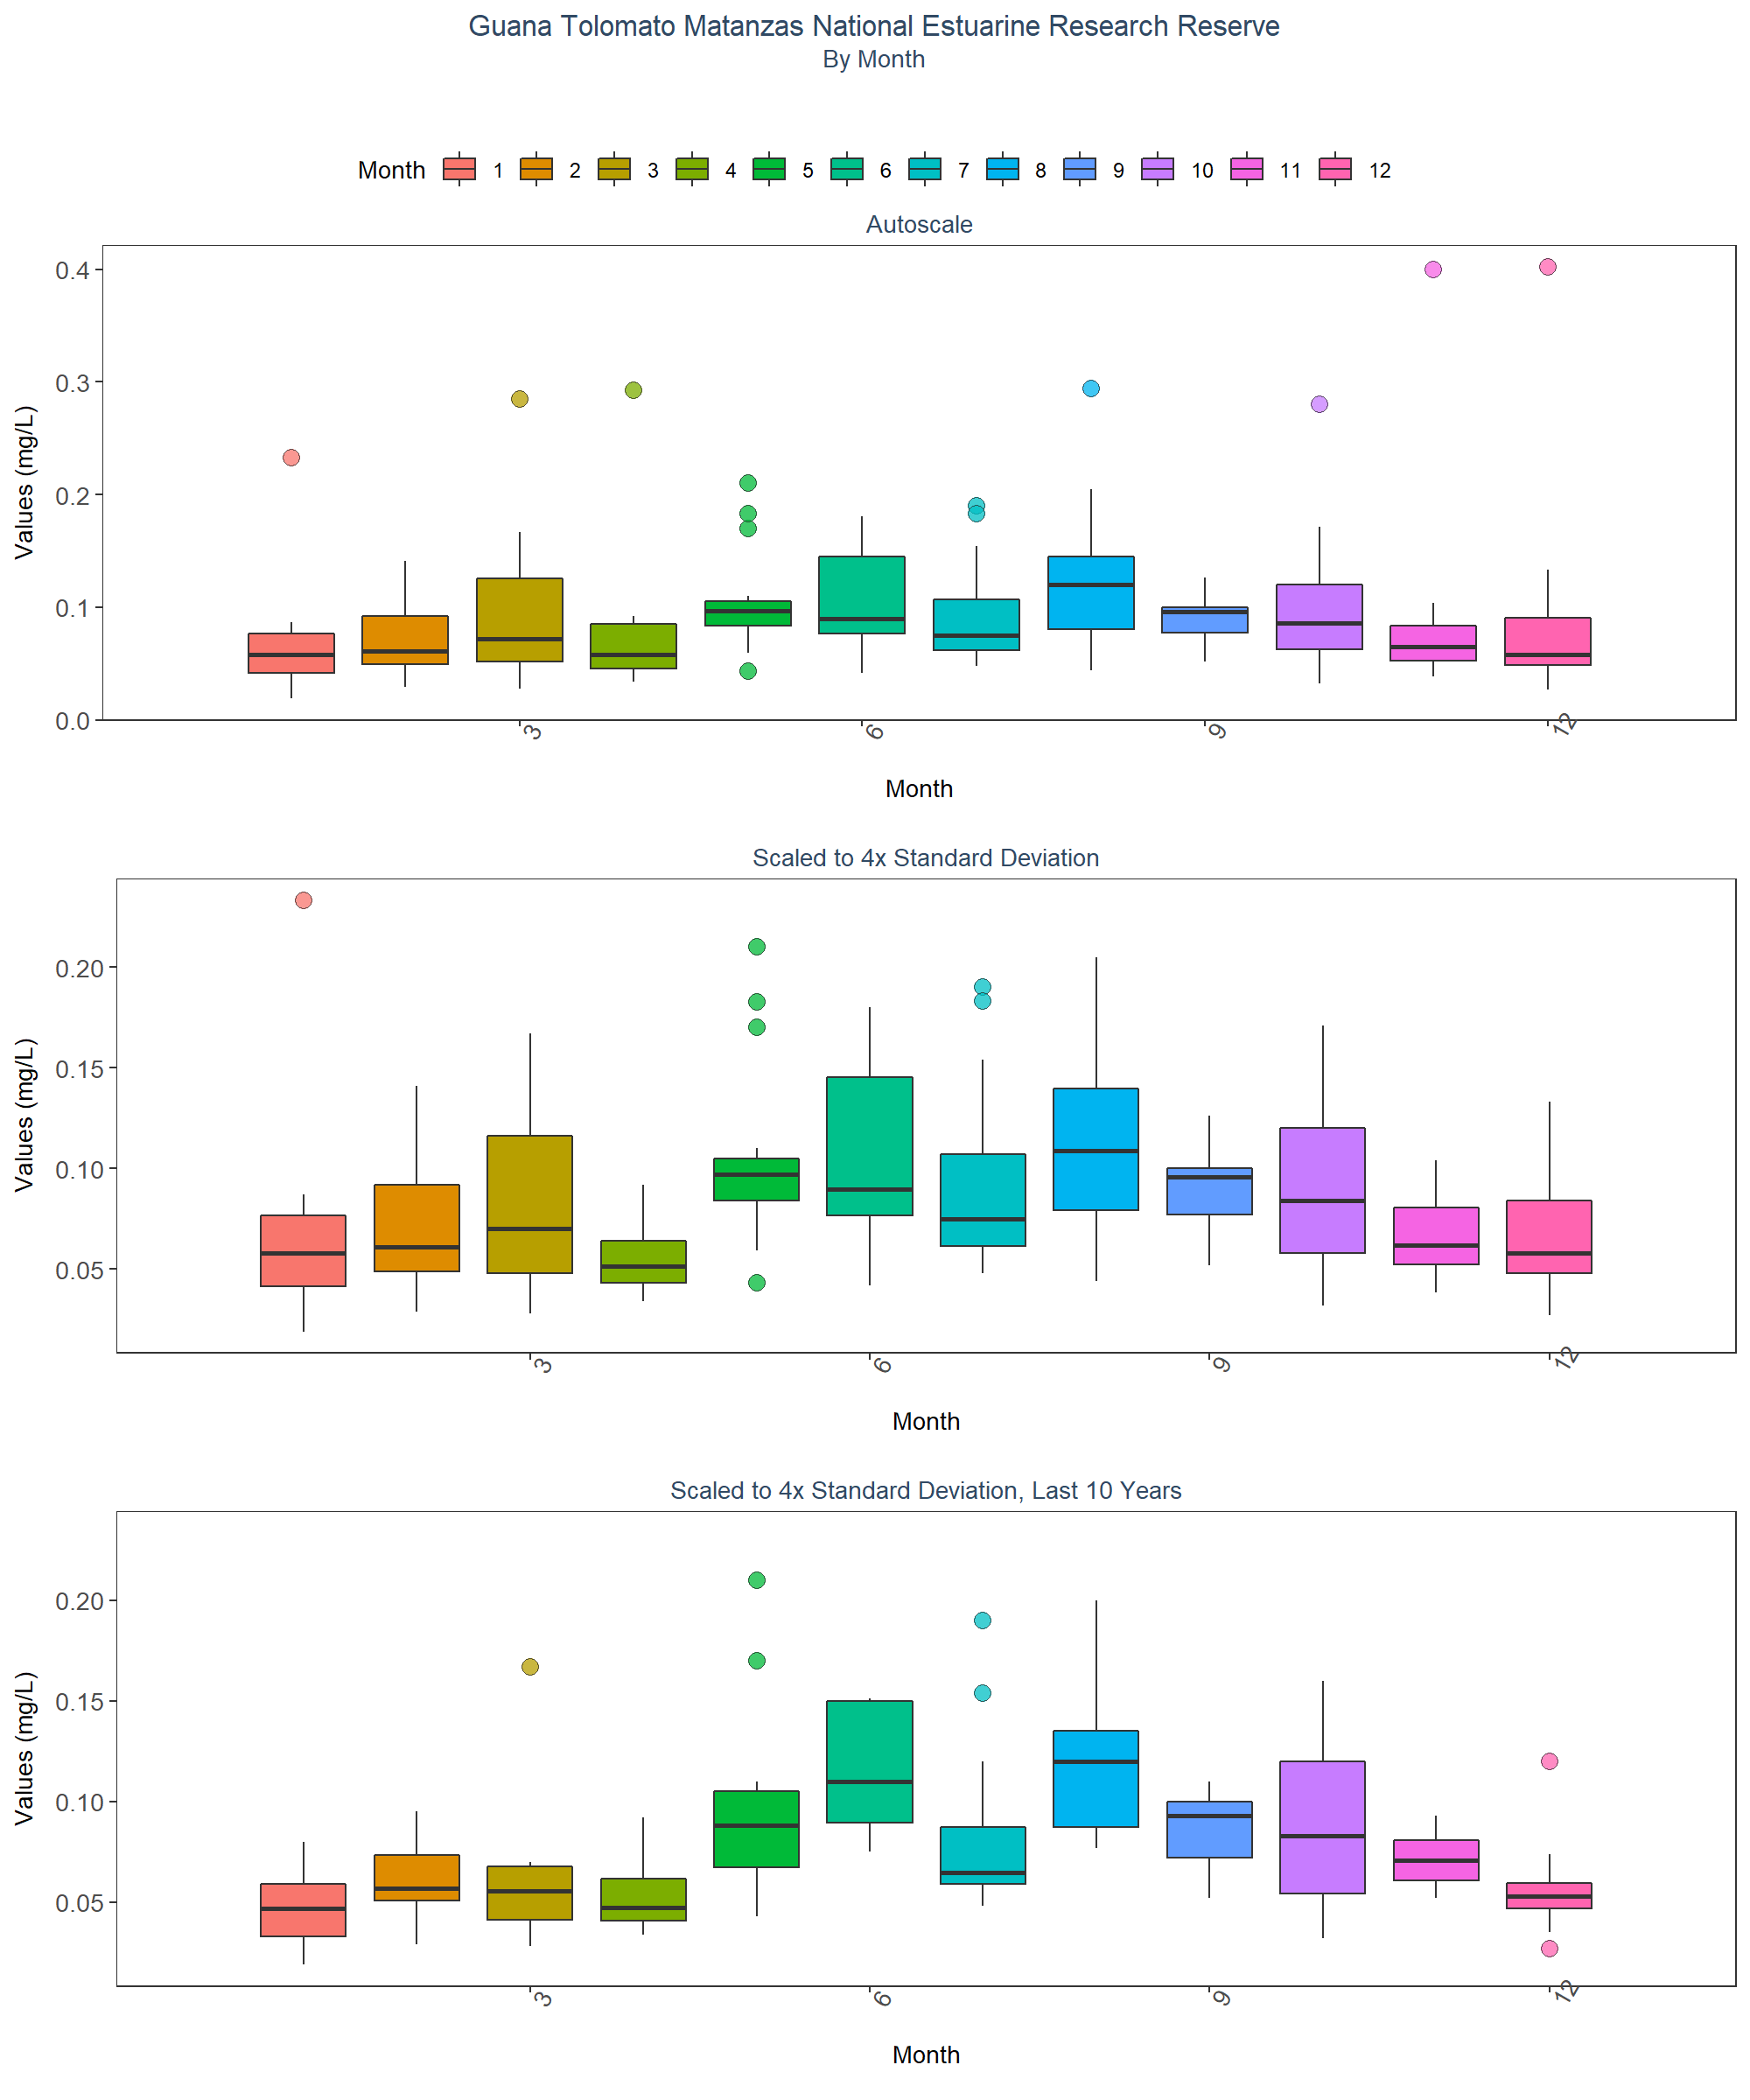 Guana Tolomato Matanzas National Estuarine Research Reserve
By Month
Month 1 2 3 4 5 6 7 8 9 10 11 12
Autoscale
Values (mg/L)
0.4
0.3
0.2
0.1
0.0
3 6 9 12
Month
Scaled to 4x Standard Deviation
Values (mg/L)
0.20
0.15
0.10
0.05
3 6 9 12
Month
Scaled to 4x Standard Deviation, Last 10 Years
Values (mg/L)
0.20
0.15
0.10
0.05
3 6 9 12
Month